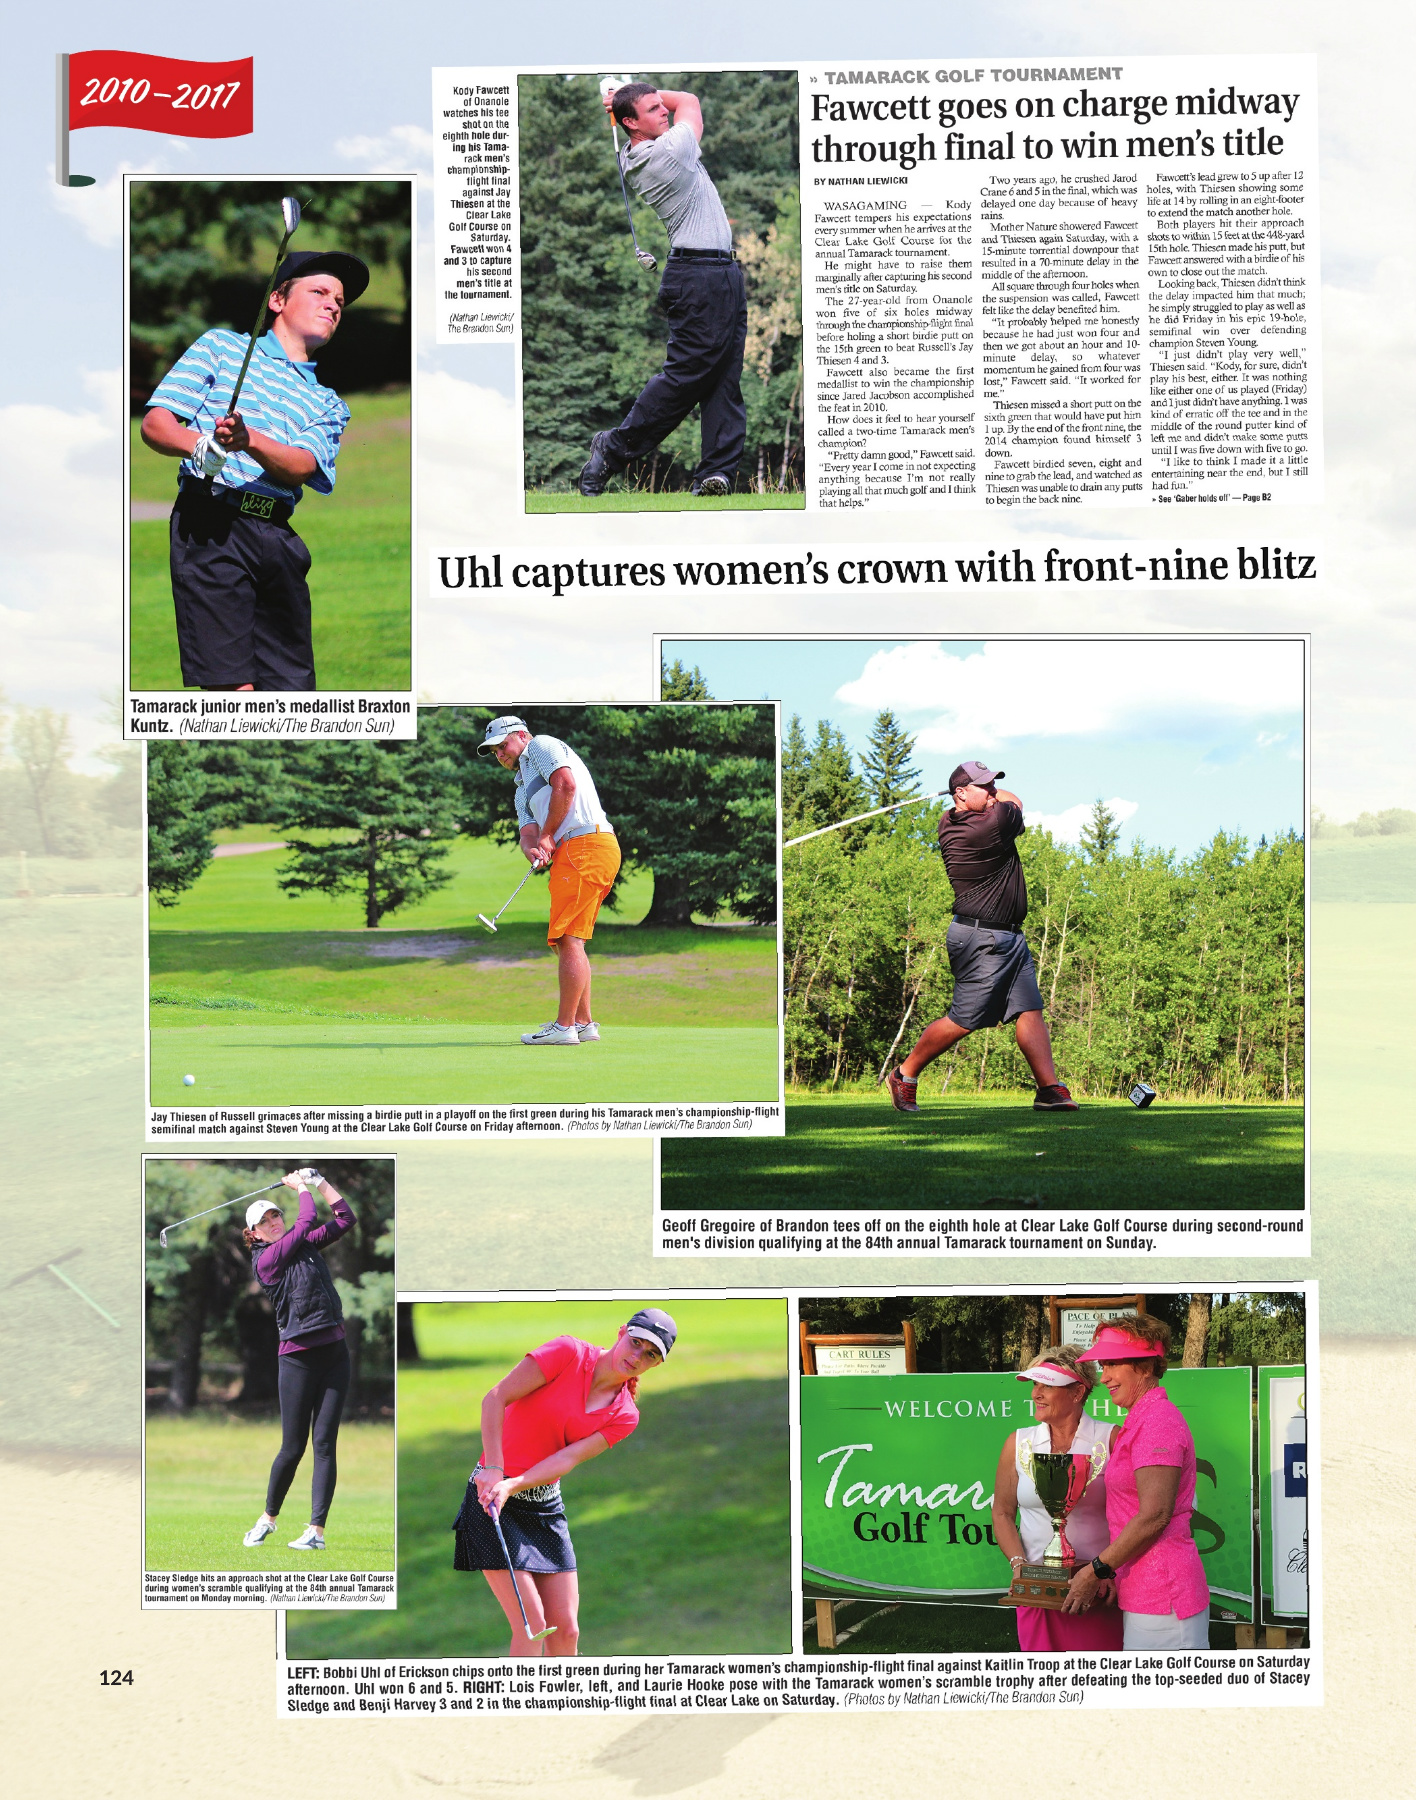 2010–2017
Kody Fawcett
of Onanole
watches his tee
shot on the
eighth hole dur-
ing his Tama-
rack men's
championship-
flight final
against Jay
Thiesen at the
Clear Lake
Golf Course on
Saturday.
Fawcett won 4
and 3 to capture
his second
men's title at
the tournament.
(Nathan Liewicki/
The Brandon Sun)
» TAMARACK GOLF TOURNAMENT
Fawcett goes on charge midway
through final to win men's title
BY NATHAN LIEWICKI
WASAGAMING — Kody
Fawcett tempers his expectations
every summer when he arrives at the
Clear Lake Golf Course for the
annual Tamarack tournament.
He might have to raise them
marginally after capturing his second
men's title on Saturday.
The 27-year-old from Onanole
won five of six holes midway
through the championship-flight final
before holing a short birdie putt on
the 15th green to beat Russell's Jay
Thiesen 4 and 3.
Fawcett also became the first
medallist to win the championship
since Jared Jacobson accomplished
the feat in 2010.
How does it feel to hear yourself
called a two-time Tamarack men's
champion?
"Pretty damn good," Fawcett said.
"Every year I come in not expecting
anything because I'm not really
playing all that much golf and I think
that helps."
Two years ago, he crushed Jarod
Crane 6 and 5 in the final, which was
delayed one day because of heavy
rains.
Mother Nature showered Fawcett
and Thiesen again Saturday, with a
15-minute torrential downpour that
resulted in a 70-minute delay in the
middle of the afternoon.
All square through four holes when
the suspension was called, Fawcett
felt like the delay benefited him.
"It probably helped me honestly
because he had just won four and
then we got about an hour and 10-
minute delay, so whatever
momentum he gained from four was
lost," Fawcett said. "It worked for
me."
Thiesen missed a short putt on the
sixth green that would have put him
1 up. By the end of the front nine, the
2014 champion found himself 3
down.
Fawcett birdied seven, eight and
nine to grab the lead, and watched as
Thiesen was unable to drain any putts
to begin the back nine.
Fawcett's lead grew to 5 up after 12
holes, with Thiesen showing some
life at 14 by rolling in an eight-footer
to extend the match another hole.
Both players hit their approach
shots to within 15 feet at the 448-yard
15th hole. Thiesen made his putt, but
Fawcett answered with a birdie of his
own to close out the match.
Looking back, Thiesen didn't think
the delay impacted him that much;
he simply struggled to play as well as
he did Friday in his epic 19-hole,
semifinal win over defending
champion Steven Young.
"I just didn't play very well,"
Thiesen said. "Kody, for sure, didn't
play his best, either. It was nothing
like either one of us played (Friday)
and I just didn't have anything. I was
kind of erratic off the tee and in the
middle of the round putter kind of
left me and didn't make some putts
until I was five down with five to go.
"I like to think I made it a little
entertaining near the end, but I still
had fun."
» See 'Gaber holds off' — Page B2
Uhl captures women's crown with front-nine blitz
Tamarack junior men's medallist Braxton
Kuntz. (Nathan Liewicki/The Brandon Sun)
Jay Thiesen of Russell grimaces after missing a birdie putt in a playoff on the first green during his Tamarack men's championship-flight
semifinal match against Steven Young at the Clear Lake Golf Course on Friday afternoon. (Photos by Nathan Liewicki/The Brandon Sun)
Geoff Gregoire of Brandon tees off on the eighth hole at Clear Lake Golf Course during second-round
men's division qualifying at the 84th annual Tamarack tournament on Sunday.
Stacey Sledge hits an approach shot at the Clear Lake Golf Course
during women's scramble qualifying at the 84th annual Tamarack
tournament on Monday morning. (Nathan Liewicki/The Brandon Sun)
PACE OF PLAY
CART RULES
WELCOME T THE
Tamar
Golf Tou
LEFT: Bobbi Uhl of Erickson chips onto the first green during her Tamarack women's championship-flight final against Kaitlin Troop at the Clear Lake Golf Course on Saturday
afternoon. Uhl won 6 and 5. RIGHT: Lois Fowler, left, and Laurie Hooke pose with the Tamarack women's scramble trophy after defeating the top-seeded duo of Stacey
Sledge and Benji Harvey 3 and 2 in the championship-flight final at Clear Lake on Saturday. (Photos by Nathan Liewicki/The Brandon Sun)
124